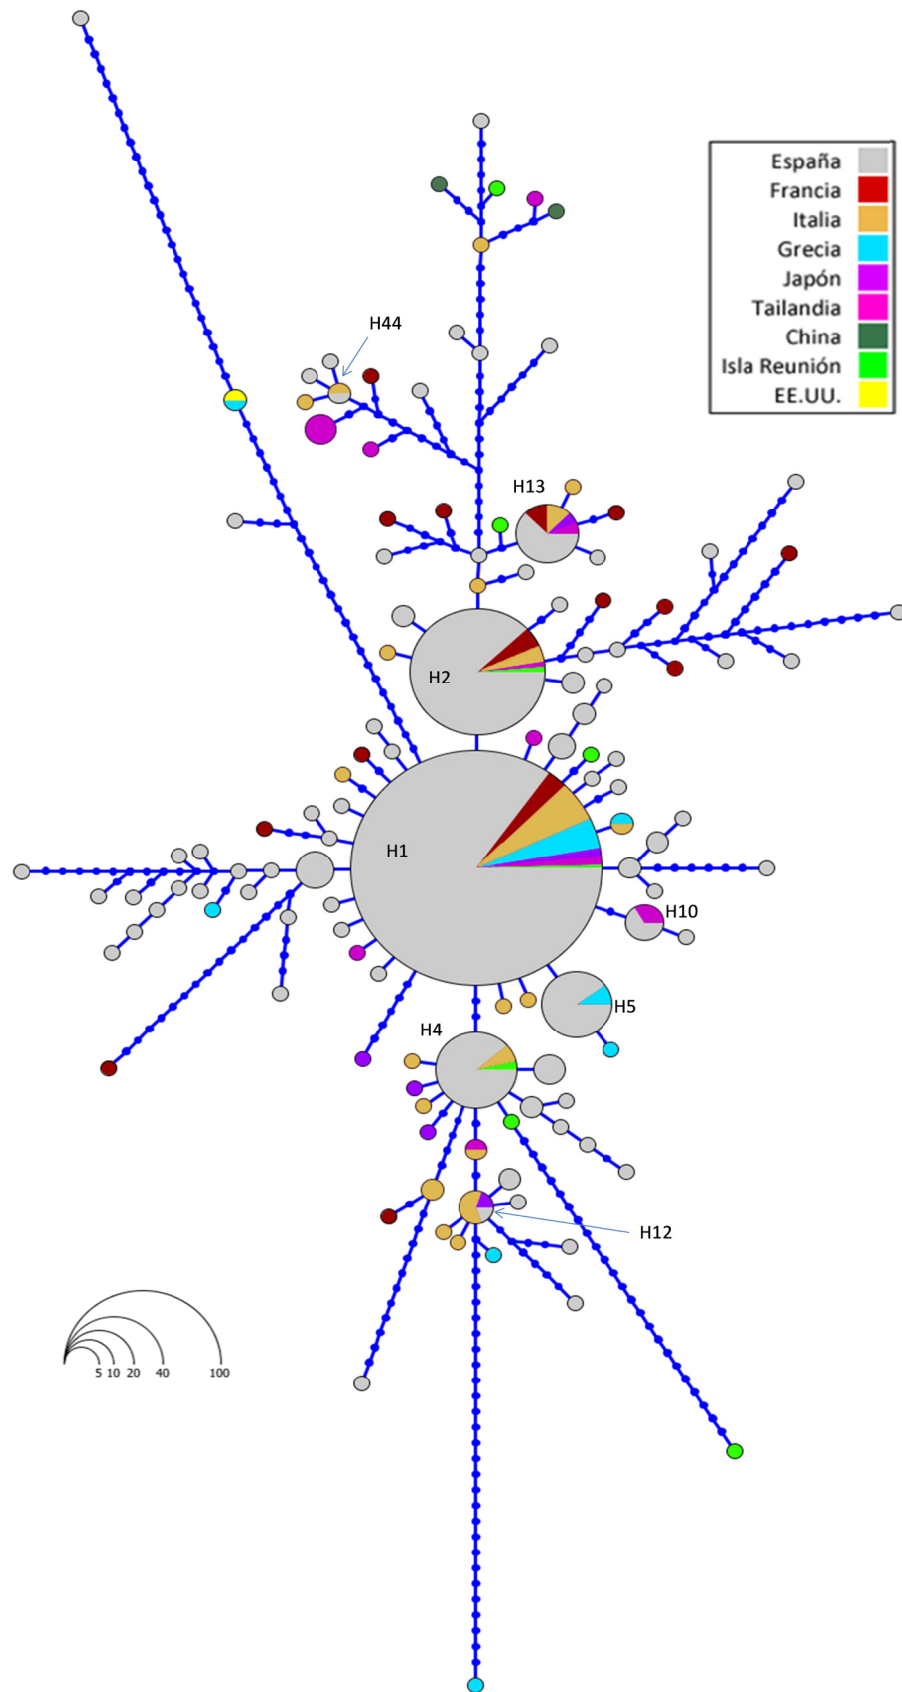 España
Francia
Italia
Grecia
Japón
Tailandia
China
Isla Reunión
EE.UU.
H44
H13
H2
H1
H10
H5
H4
H12
5 10 20 40 100